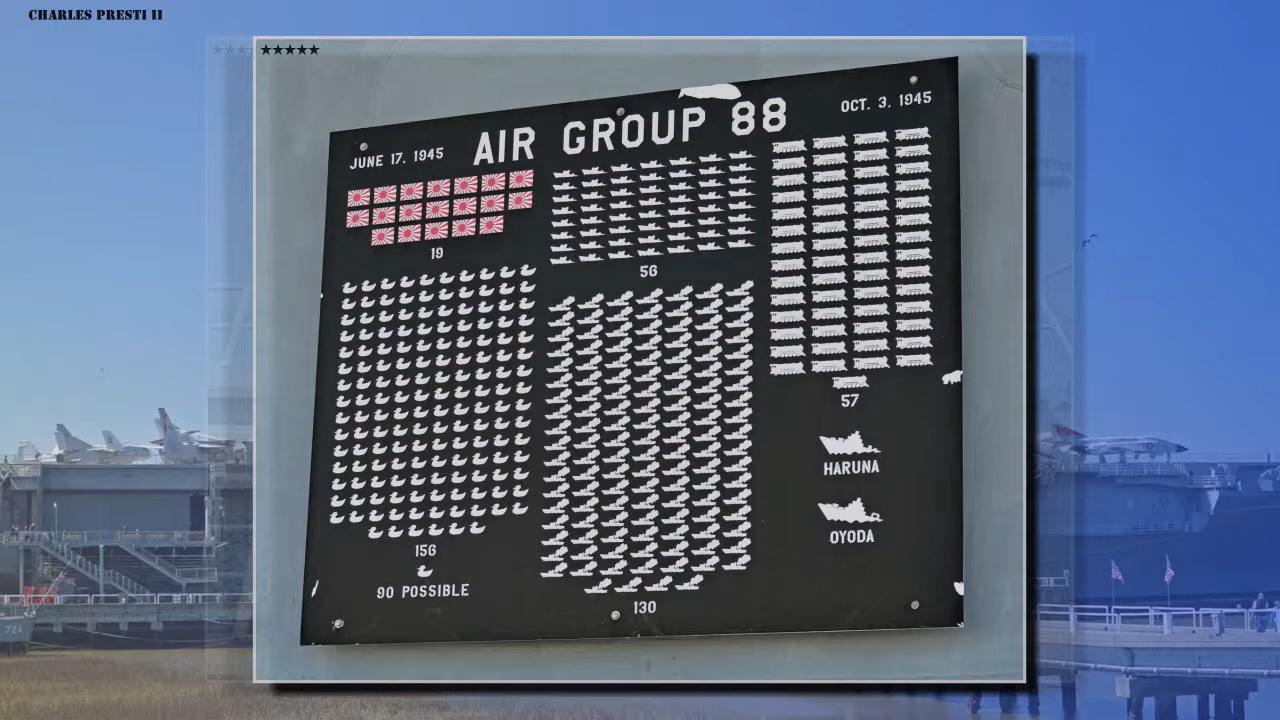 CHARLES PRESTI II
AIR GROUP 88
JUNE 17. 1945
OCT. 3. 1945
19
56
156
90 POSSIBLE
130
57
HARUNA
OYODA
721